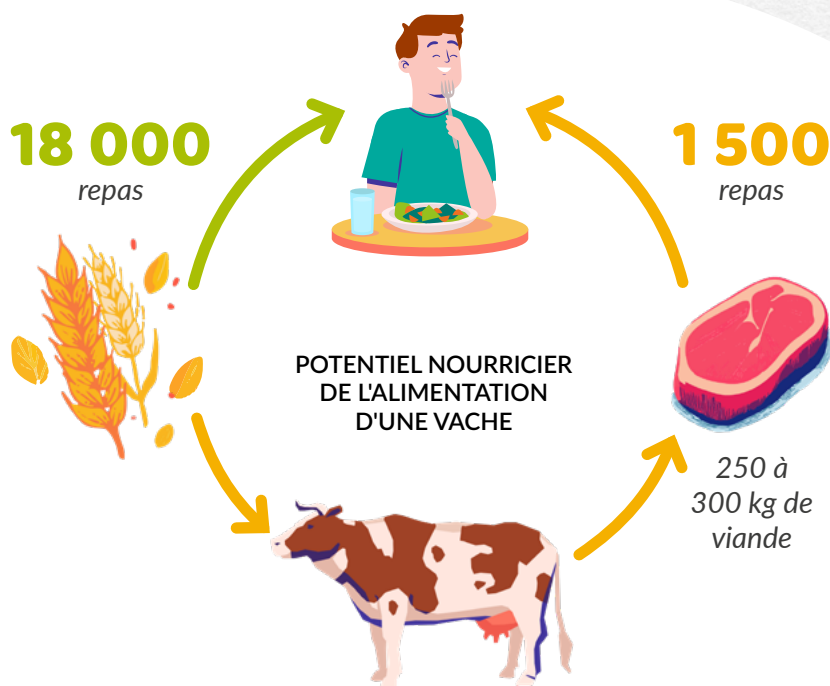 18 000
repas
1 500
repas
POTENTIEL NOURRICIER
DE L'ALIMENTATION
D'UNE VACHE
250 à
300 kg de
viande